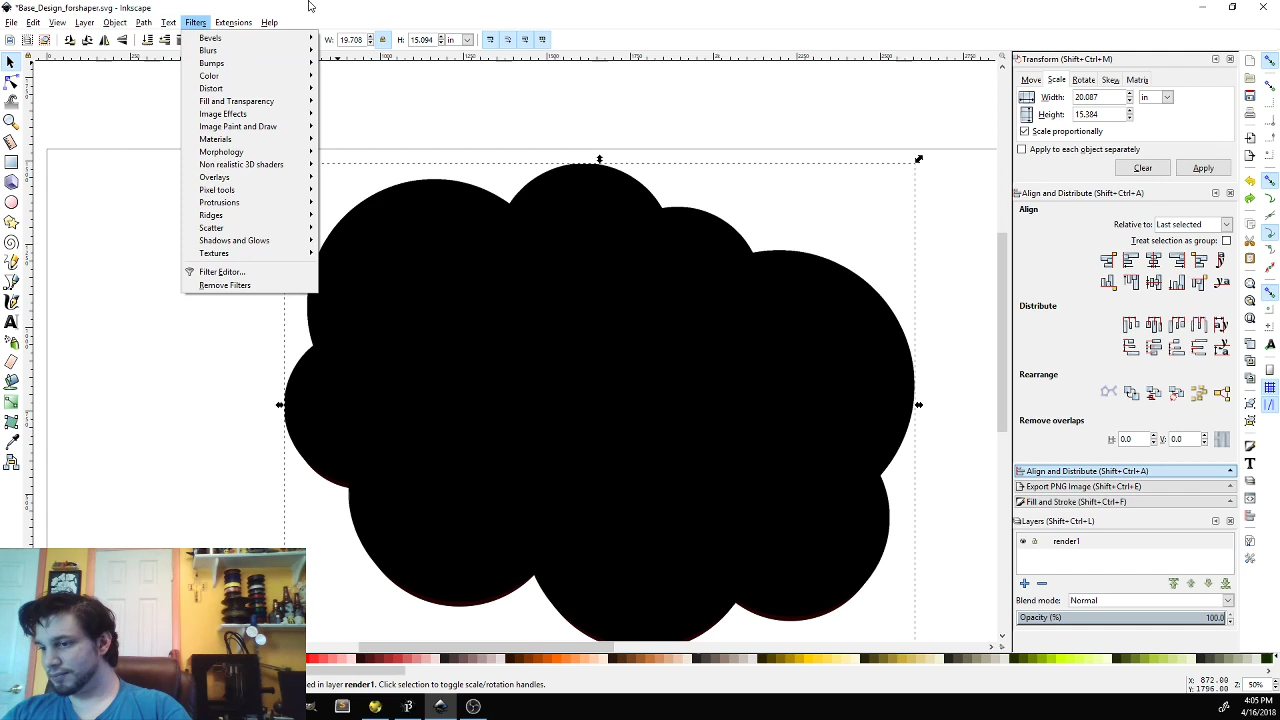 *Base_Design_forshaper.svg - Inkscape
File Edit View Layer Object Path Text Filters Extensions Help
W: 19.708 H: 15.094 in
Bevels
Blurs
Bumps
Color
Distort
Fill and Transparency
Image Effects
Image Paint and Draw
Materials
Morphology
Non realistic 3D shaders
Overlays
Pixel tools
Protrusions
Ridges
Scatter
Shadows and Glows
Textures
Filter Editor...
Remove Filters
Transform (Shift+Ctrl+M)
Move Scale Rotate Skew Matrix
Width: 20.087 in
Height: 15.384
Scale proportionally
Apply to each object separately
Clear Apply
Align and Distribute (Shift+Ctrl+A)
Align
Relative to: Last selected
Treat selection as group:
Distribute
Rearrange
Remove overlaps
H: 0.0 V: 0.0
Align and Distribute (Shift+Ctrl+A)
Export PNG Image (Shift+Ctrl+E)
Fill and Stroke (Shift+Ctrl+F)
Layers (Shift+Ctrl+L)
render1
Blend mode: Normal
Opacity (%) 100.0
ed in layer render1. Click selection to toggle scale/rotation handles.
X: 872.00
Y: 1796.00
Z: 50%
4:05 PM
4/16/2018